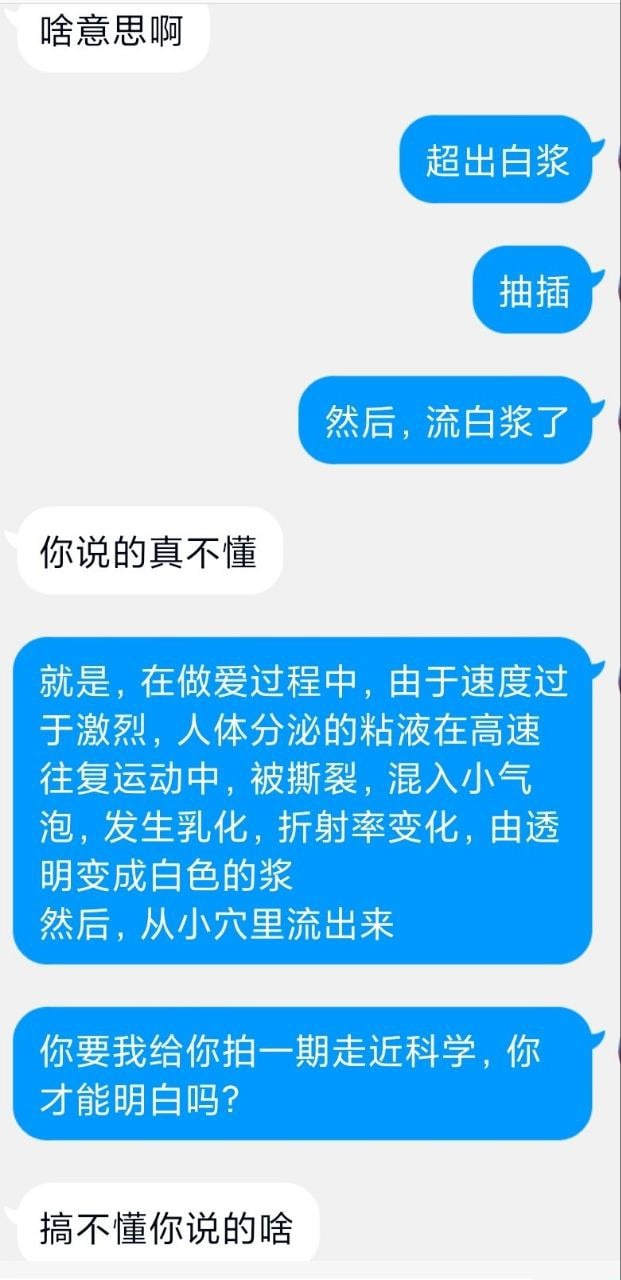 啥意思啊
超出白浆
抽插
然后，流白浆了
你说的真不懂
就是，在做爱过程中，由于速度过
于激烈，人体分泌的粘液在高速
往复运动中，被撕裂，混入小气
泡，发生乳化，折射率变化，由透
明变成白色的浆
然后，从小穴里流出来
你要我给你拍一期走近科学，你
才能明白吗？
搞不懂你说的啥